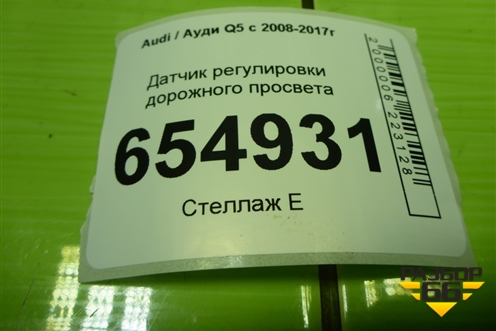 Audi / Ауди Q5 с 2008-2017г
Датчик регулировки
дорожного просвета
654931
Стеллаж Е
2000006223128
РАЗБОР
66